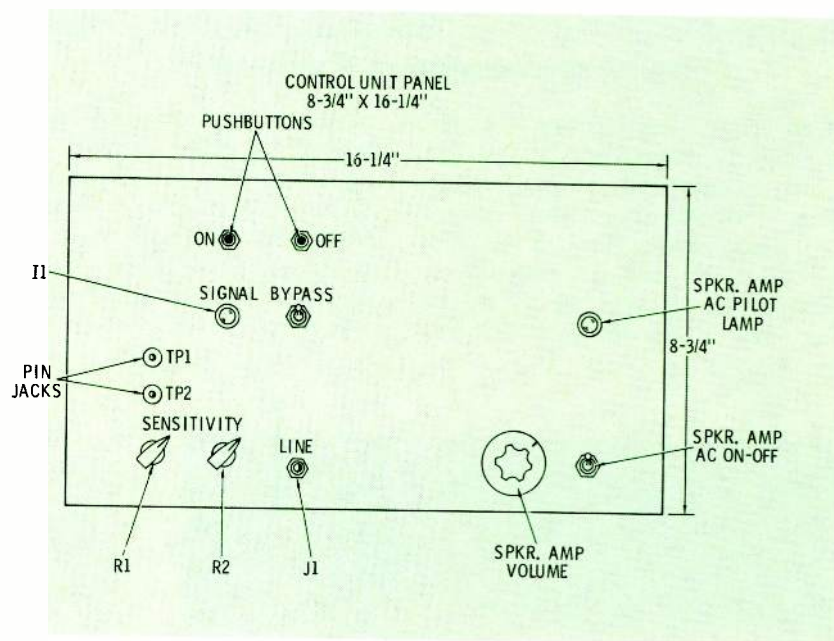 CONTROL UNIT PANEL
8-3/4" X 16-1/4"
PUSHBUTTONS
16-1/4"
ON
OFF
I1
SIGNAL BYPASS
SPKR. AMP
AC PILOT
LAMP
8-3/4"
TP1
PIN
JACKS
TP2
SENSITIVITY
LINE
SPKR. AMP
AC ON-OFF
R1
R2
J1
SPKR. AMP
VOLUME